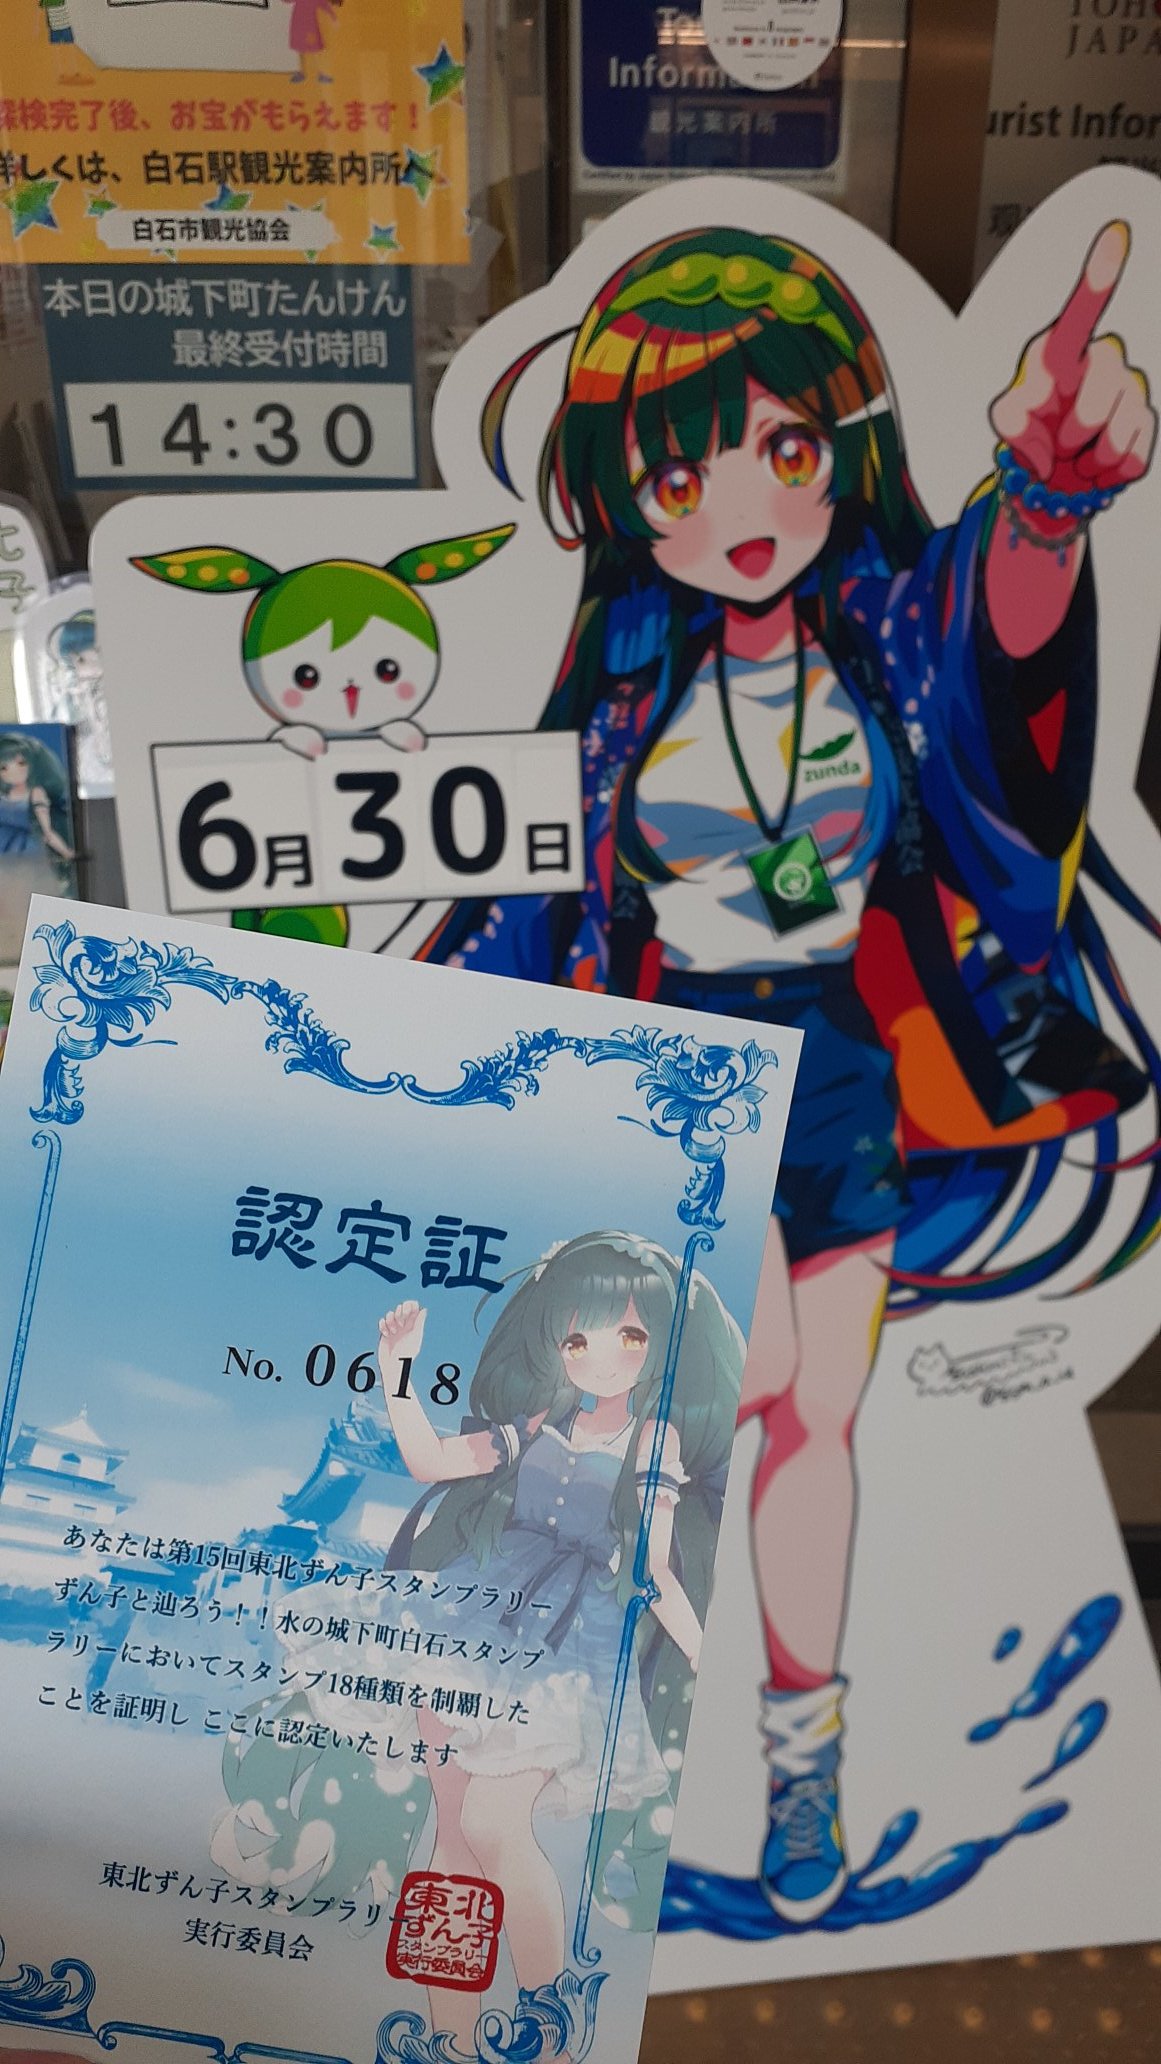 探検完了後、お宝がもらえます！
詳しくは、白石駅観光案内所へ
白石市観光協会
本日の城下町たんけん
最終受付時間
14:30
Information
観光案内所
JAPA
urist Infor
zunda
6月30日
認定証
No. 0618
あなたは第15回東北ずん子スタンプラリー
ずん子と辿ろう！！水の城下町白石スタンプ
ラリーにおいてスタンプ18種類を制覇した
ことを証明し ここに認定いたします
東北ずん子スタンプラリー
実行委員会
東北
ずん子
スタンプラリー
実行委員会